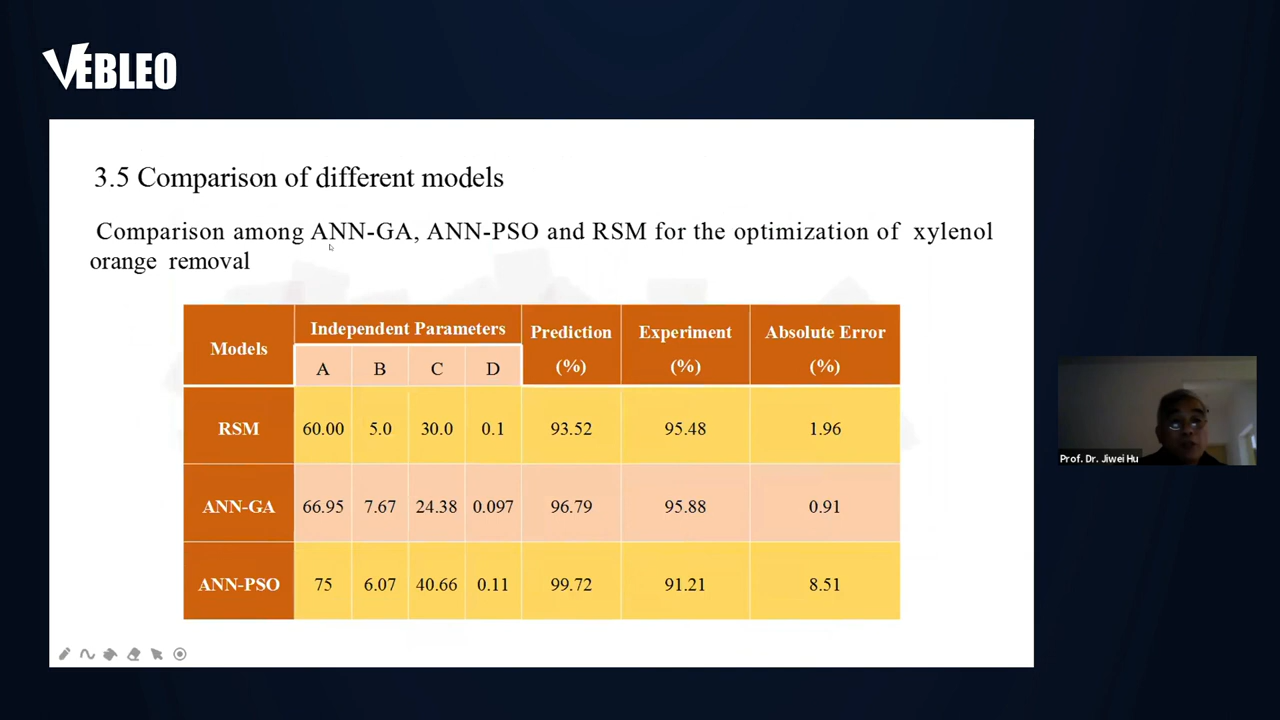 VEBLEO
3.5 Comparison of different models
Comparison among ANN-GA, ANN-PSO and RSM for the optimization of xylenol
orange removal
Models Independent Parameters Prediction (%) Experiment (%) Absolute Error (%)
A B C D
RSM 60.00 5.0 30.0 0.1 93.52 95.48 1.96
ANN-GA 66.95 7.67 24.38 0.097 96.79 95.88 0.91
ANN-PSO 75 6.07 40.66 0.11 99.72 91.21 8.51
Prof. Dr. Jiwei Hu